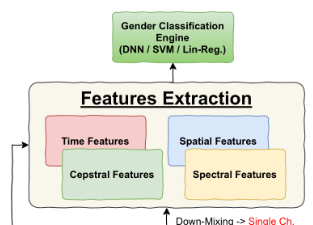 Gender Classification
Engine
(DNN / SVM / Lin-Reg.)
Features Extraction
Time Features
Spatial Features
Cepstral Features
Spectral Features
Down-Mixing -> Single Ch.